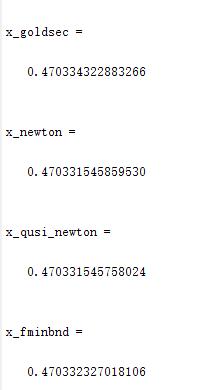 x_goldsec =
0.470334322883266
x_newton =
0.470331545859530
x_qusi_newton =
0.470331545758024
x_fminbnd =
0.470332327018106